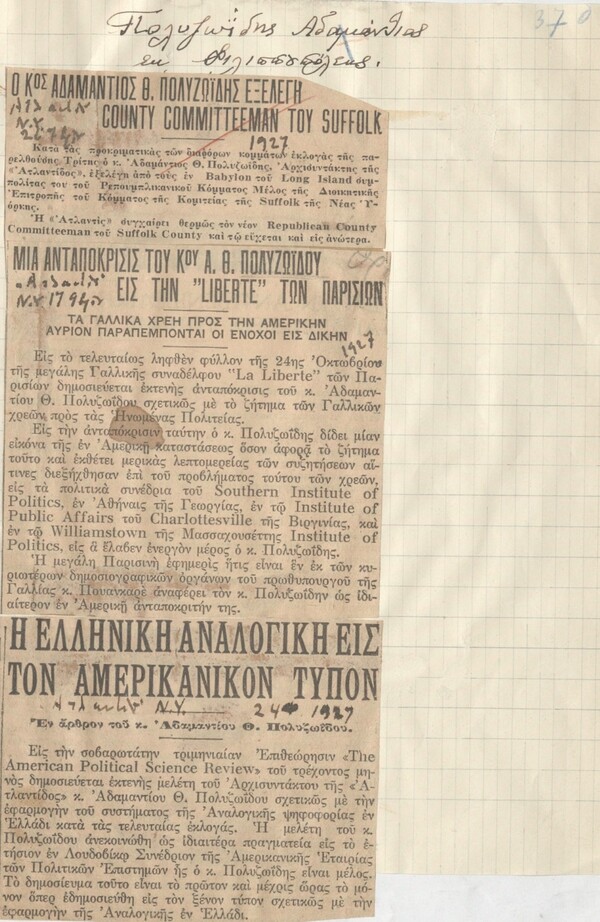 Πολυζωΐδης Αδαμάντιος
εκ Φιλιππουπόλεως.
370
Ο Κος ΑΔΑΜΑΝΤΙΟΣ Θ. ΠΟΛΥΖΩΪΔΗΣ ΕΞΕΛΕΓΗ
COUNTY COMMITTEEMAN ΤΟΥ SUFFOLK
N.Y.
1927
Κατὰ τὰς προκριματικὰς τῶν διαφόρων κομμάτων ἐκλογὰς τῆς πα-
ρελθούσης Τρίτης ὁ κ. Ἀδαμάντιος Θ. Πολυζωΐδης, Ἀρχισυντάκτης τῆς
«Ἀτλαντίδος», ἐξελέγη ἀπὸ τοὺς ἐν Babylon τοῦ Long Island συμ-
πολίτας του τοῦ Ρεπουμπλικανικοῦ Κόμματος Μέλος τῆς Διοικητικῆς
Ἐπιτροπῆς τοῦ Κόμματος τῆς Κομιτείας τῆς Suffolk τῆς Νέας Ὑ-
όρκης.
Ἡ «Ἀτλαντὶς» συγχαίρει θερμῶς τὸν νέον Republican County
Committeeman τοῦ Suffolk County καὶ τῷ εὔχεται καὶ εἰς ἀνώτερα.
ΜΙΑ ΑΝΤΑΠΟΚΡΙΣΙΣ ΤΟΥ Κου Α. Θ. ΠΟΛΥΖΩΪΔΟΥ
ΕΙΣ ΤΗΝ "LIBERTE" ΤΩΝ ΠΑΡΙΣΙΩΝ
N.Y.
ΤΑ ΓΑΛΛΙΚΑ ΧΡΕΗ ΠΡΟΣ ΤΗΝ ΑΜΕΡΙΚΗΝ
ΑΥΡΙΟΝ ΠΑΡΑΠΕΜΠΟΝΤΑΙ ΟΙ ΕΝΟΧΟΙ ΕΙΣ ΔΙΚΗΝ
1927
Εἰς τὸ τελευταίως ληφθὲν φύλλον τῆς 24ης Ὀκτωβρίου
τῆς μεγάλης Γαλλικῆς συναδέλφου "La Liberte" τῶν Πα-
ρισίων δημοσιεύεται ἐκτενὴς ἀνταπόκρισις τοῦ κ. Ἀδαμαν-
τίου Θ. Πολυζωΐδου σχετικῶς μὲ τὸ ζήτημα τῶν Γαλλικῶν
χρεῶν πρὸς τὰς Ἡνωμένας Πολιτείας.
Εἰς τὴν ἀνταπόκρισιν ταύτην ὁ κ. Πολυζωΐδης δίδει μίαν
εἰκόνα τῆς ἐν Ἀμερικῇ καταστάσεως ὅσον ἀφορᾷ τὸ ζήτημα
τοῦτο καὶ ἐκθέτει μερικὰς λεπτομερείας τῶν συζητήσεων αἵ-
τινες διεξήχθησαν ἐπὶ τοῦ προβλήματος τούτου τῶν χρεῶν,
εἰς τὰ πολιτικὰ συνέδρια τοῦ Southern Institute of
Politics, ἐν Ἀθήναις τῆς Γεωργίας, ἐν τῷ Institute of
Public Affairs τοῦ Charlottesville τῆς Βιργινίας, καὶ
ἐν τῷ Williamstown τῆς Μασσαχουσέττης Institute of
Politics, εἰς ἃ ἔλαβεν ἐνεργὸν μέρος ὁ κ. Πολυζωΐδης.
Ἡ μεγάλη Παρισινὴ ἐφημερὶς ἥτις εἶναι ἓν ἐκ τῶν κυ-
ριωτέρων δημοσιογραφικῶν ὀργάνων τοῦ πρωθυπουργοῦ τῆς
Γαλλίας κ. Πουανκαρὲ ἀναφέρει τὸν κ. Πολυζωΐδην ὡς ἰδι-
αίτερον ἐν Ἀμερικῇ ἀνταποκριτήν της.
Η ΕΛΛΗΝΙΚΗ ΑΝΑΛΟΓΙΚΗ ΕΙΣ
ΤΟΝ ΑΜΕΡΙΚΑΝΙΚΟΝ ΤΥΠΟΝ
N.Y. 1927
Ἐν ἄρθρον τοῦ κ. Ἀδαμαντίου Θ. Πολυζωΐδου.
Εἰς τὴν σοβαρωτάτην τριμηνιαίαν Ἐπιθεώρησιν «The
American Political Science Review» τοῦ τρέχοντος μη-
νὸς δημοσιεύεται ἐκτενὴς μελέτη τοῦ Ἀρχισυντάκτου τῆς «Ἀ-
τλαντίδος» κ. Ἀδαμαντίου Θ. Πολυζωΐδου σχετικῶς μὲ τὴν
ἐφαρμογὴν τοῦ συστήματος τῆς Ἀναλογικῆς ψηφοφορίας ἐν
Ἑλλάδι κατὰ τὰς τελευταίας ἐκλογάς. Ἡ μελέτη τοῦ κ.
Πολυζωΐδου ἀνεκοινώθη ὡς ἰδιαιτέρα πραγματεία εἰς τὸ ἐ-
τήσιον ἐν Λουδοβίκῳ Συνέδριον τῆς Ἀμερικανικῆς Ἑταιρίας
τῶν Πολιτικῶν Ἐπιστημῶν ἧς ὁ κ. Πολυζωΐδης εἶναι μέλος.
Τὸ δημοσίευμα τοῦτο εἶναι τὸ πρῶτον καὶ μέχρις ὥρας τὸ μό-
νον ὅπερ ἐδημοσιεύθη εἰς τὸν ξένον τύπον σχετικῶς μὲ τὴν
ἐφαρμογὴν τῆς Ἀναλογικῆς ἐν Ἑλλάδι.